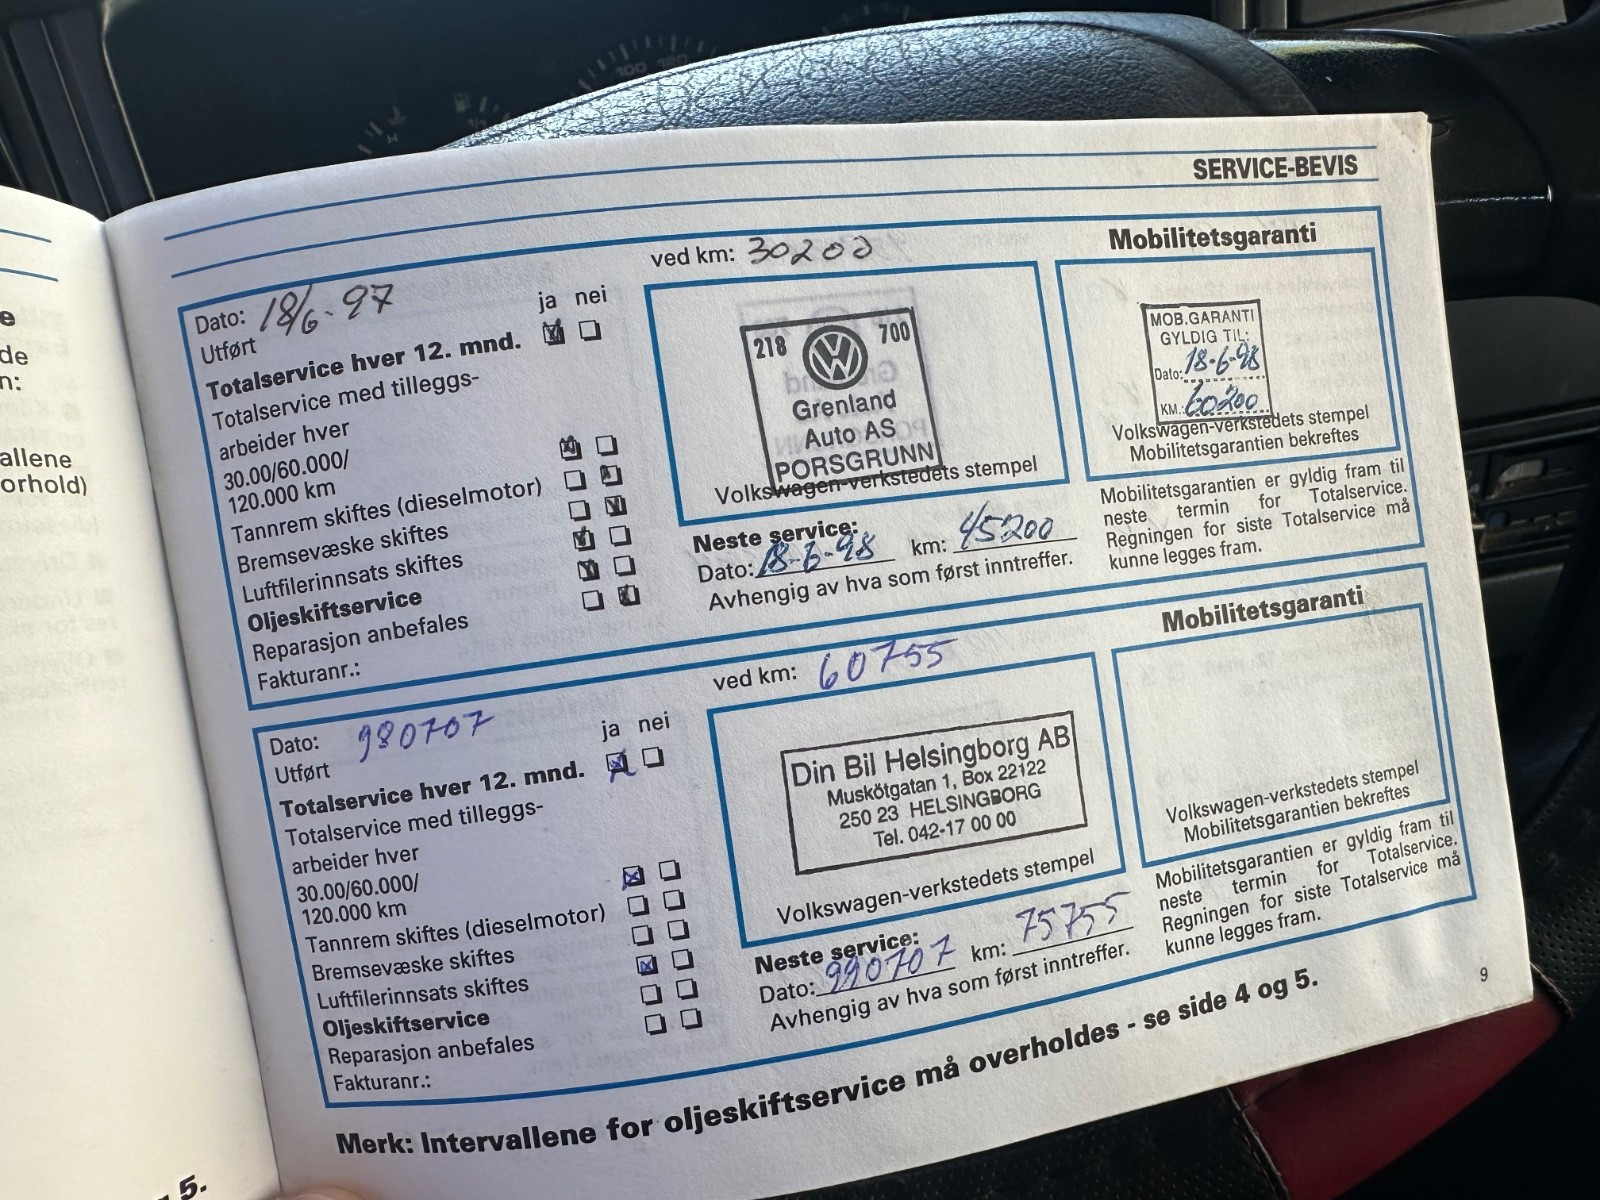 SERVICE-BEVIS
Dato: 18/6-97
ved km: 30200
Mobilitetsgaranti
Utført
ja nei
Totalservice hver 12. mnd.
Totalservice med tilleggs-
arbeider hver
30.00/60.000/
120.000 km
Tannrem skiftes (dieselmotor)
Bremsevæske skiftes
Luftfilerinnsats skiftes
Oljeskiftservice
Reparasjon anbefales
Fakturanr.:
218 700
Grenland
Auto AS
PORSGRUNN
Volkswagen-verkstedets stempel
Neste service:
Dato: 18-6-98 km: 45200
Avhengig av hva som først inntreffer.
MOB.GARANTI
GYLDIG TIL:
Dato: 18-6-98
KM.: 60200
Volkswagen-verkstedets stempel
Mobilitetsgarantien bekreftes
Mobilitetsgarantien er gyldig fram til
neste termin for Totalservice.
Regningen for siste Totalservice må
kunne legges fram.
Dato: 980707
ved km: 60755
Mobilitetsgaranti
Utført
ja nei
Totalservice hver 12. mnd.
Totalservice med tilleggs-
arbeider hver
30.00/60.000/
120.000 km
Tannrem skiftes (dieselmotor)
Bremsevæske skiftes
Luftfilerinnsats skiftes
Oljeskiftservice
Reparasjon anbefales
Fakturanr.:
Din Bil Helsingborg AB
Muskötgatan 1, Box 22122
250 23 HELSINGBORG
Tel. 042-17 00 00
Volkswagen-verkstedets stempel
Neste service:
Dato: 990707 km: 75755
Avhengig av hva som først inntreffer.
Volkswagen-verkstedets stempel
Mobilitetsgarantien bekreftes
Mobilitetsgarantien er gyldig fram til
neste termin for Totalservice.
Regningen for siste Totalservice må
kunne legges fram.
Merk: Intervallene for oljeskiftservice må overholdes - se side 4 og 5.
9
de
n:
allene
orhold)
5.